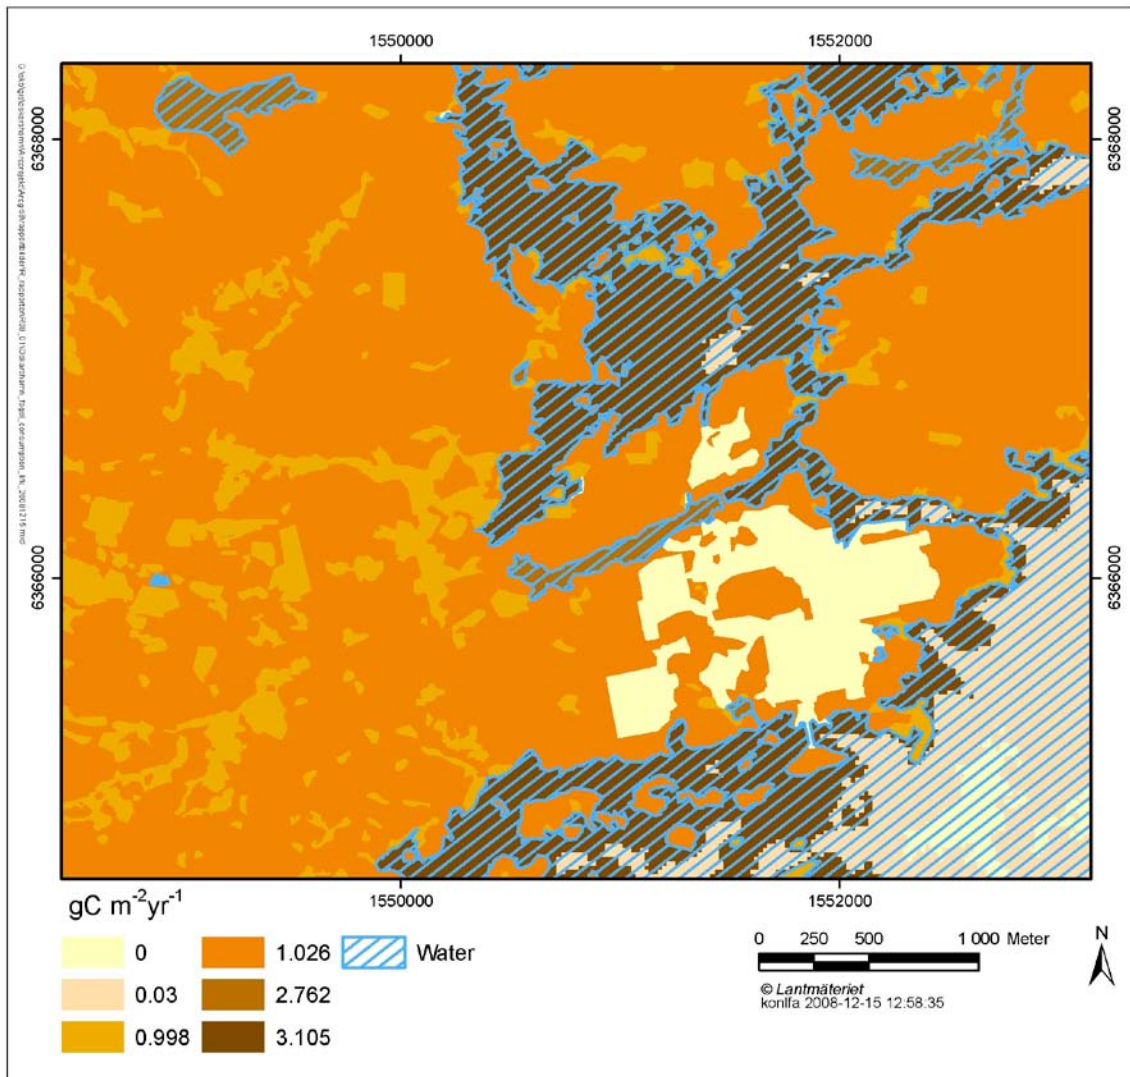 1550000 1552000
6368000 6368000
6366000 6366000
1550000 1552000
gC m⁻²yr⁻¹
0 1.026 Water
0.03 2.762
0.998 3.105
0 250 500 1 000 Meter
N
© Lantmäteriet
konlfa 2008-12-15 12:58:35